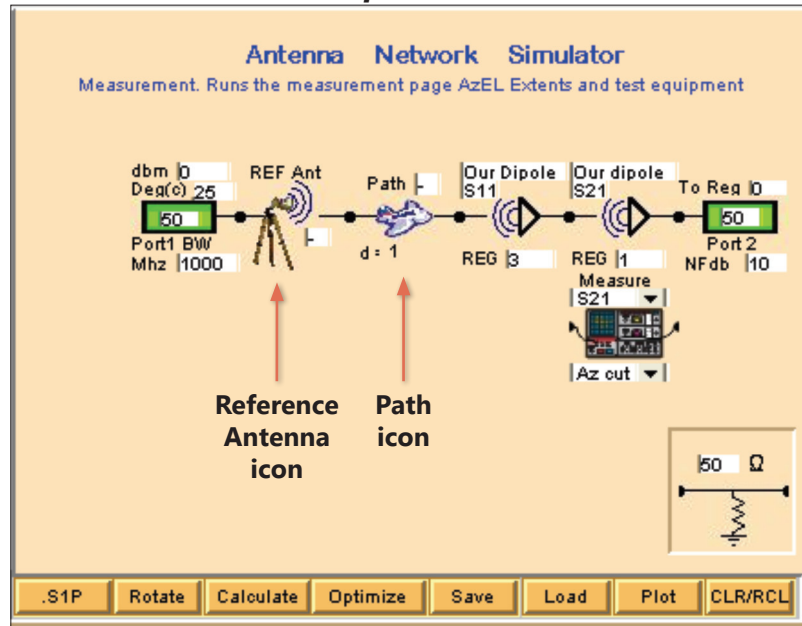 Antenna Network Simulator
Measurement. Runs the measurement page AzEL Extents and test equipment
dbm 0
Deg(c) 25
50
Port1 BW
Mhz 1000
REF Ant
-
Path -
d = 1
Our Dipole
S11
REG 3
Our dipole
S21
REG 1
To Reg 0
50
Port 2
NFdb 10
Measure
S21
Az cut
Reference
Antenna
icon
Path
icon
50 Ω
.S1P Rotate Calculate Optimize Save Load Plot CLR/RCL